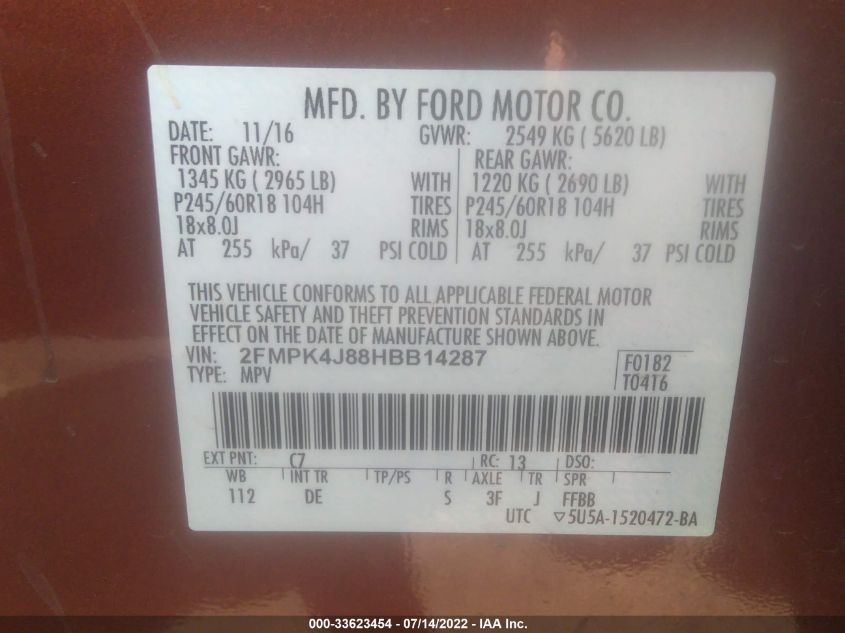 MFD. BY FORD MOTOR CO.
DATE: 11/16 GVWR: 2549 KG ( 5620 LB)
FRONT GAWR: REAR GAWR:
1345 KG ( 2965 LB) WITH 1220 KG ( 2690 LB) WITH
P245/60R18 104H TIRES P245/60R18 104H TIRES
18x8.0J RIMS 18x8.0J RIMS
AT 255 kPa/ 37 PSI COLD AT 255 kPa/ 37 PSI COLD
THIS VEHICLE CONFORMS TO ALL APPLICABLE FEDERAL MOTOR
VEHICLE SAFETY AND THEFT PREVENTION STANDARDS IN
EFFECT ON THE DATE OF MANUFACTURE SHOWN ABOVE.
VIN: 2FMPK4J88HBB14287 F0182
TYPE: MPV T0416
EXT PNT: C7 RC: 13 DSO:
WB INT TR TP/PS R AXLE TR SPR
112 DE S 3F J FFBB
UTC ▽5U5A-1520472-BA
000-33623454 - 07/14/2022 - IAA Inc.